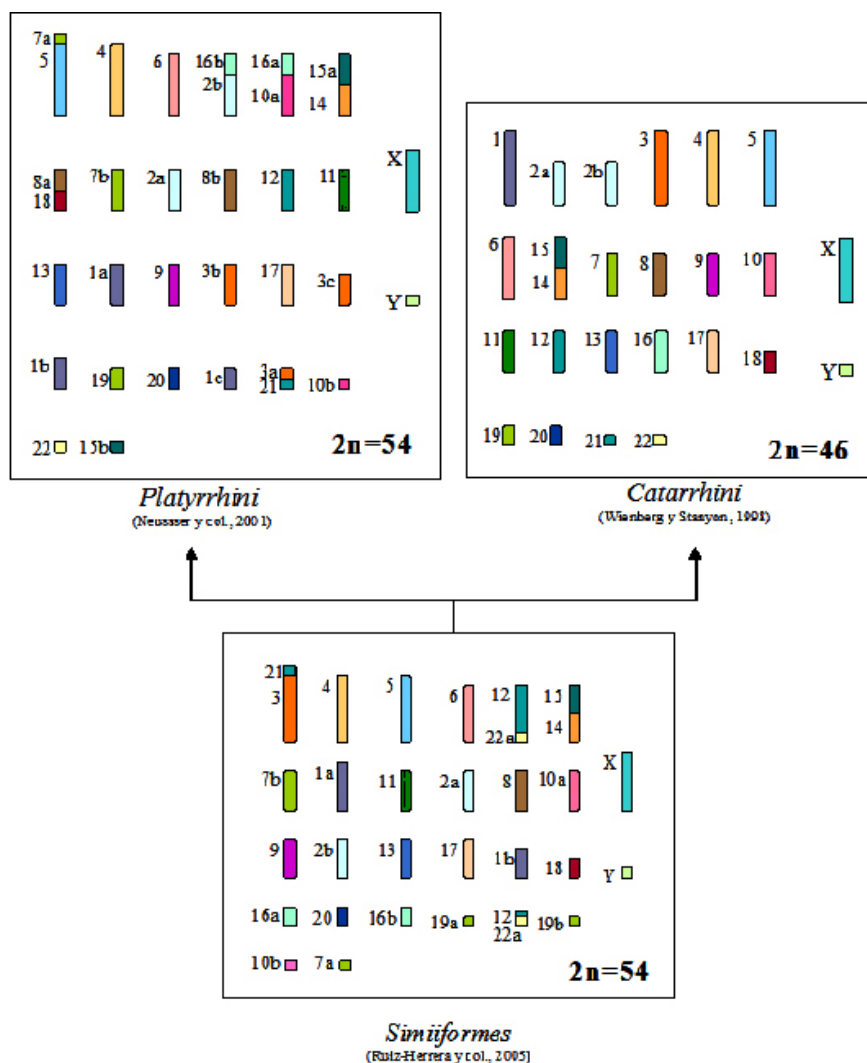 7a
5 4 6 16b 2b 16a 10a 15a 14
8a 18 7b 2a 8b 12 11 X
13 1a 9 3b 17 3c Y
1b 19 20 1c 3a 21 10b
22 15b 2n=54
Platyrrhini
(Neusser y col., 2001)
1 2a 2b 3 4 5
6 15 14 7 8 9 10 X
11 12 13 16 17 18 Y
19 20 21 22 2n=46
Catarrhini
(Wienberg y Stanyon, 1998)
21 3 4 5 6 12 22a 15 14
7b 1a 11 2a 8 10a X
9 2b 13 17 1b 18 Y
16a 20 16b 19a 12 22a 19b
10b 7a 2n=54
Simiiformes
(Ruiz-Herrera y col., 2005)